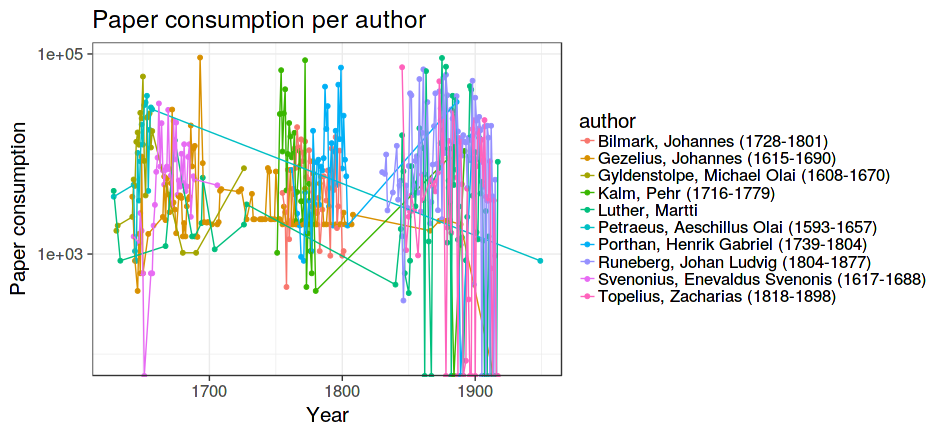 Paper consumption per author
Paper consumption
1e+05
1e+03
1700
1800
1900
Year
author
Bilmark, Johannes (1728-1801)
Gezelius, Johannes (1615-1690)
Gyldenstolpe, Michael Olai (1608-1670)
Kalm, Pehr (1716-1779)
Luther, Martti
Petraeus, Aeschillus Olai (1593-1657)
Porthan, Henrik Gabriel (1739-1804)
Runeberg, Johan Ludvig (1804-1877)
Svenonius, Enevaldus Svenonis (1617-1688)
Topelius, Zacharias (1818-1898)